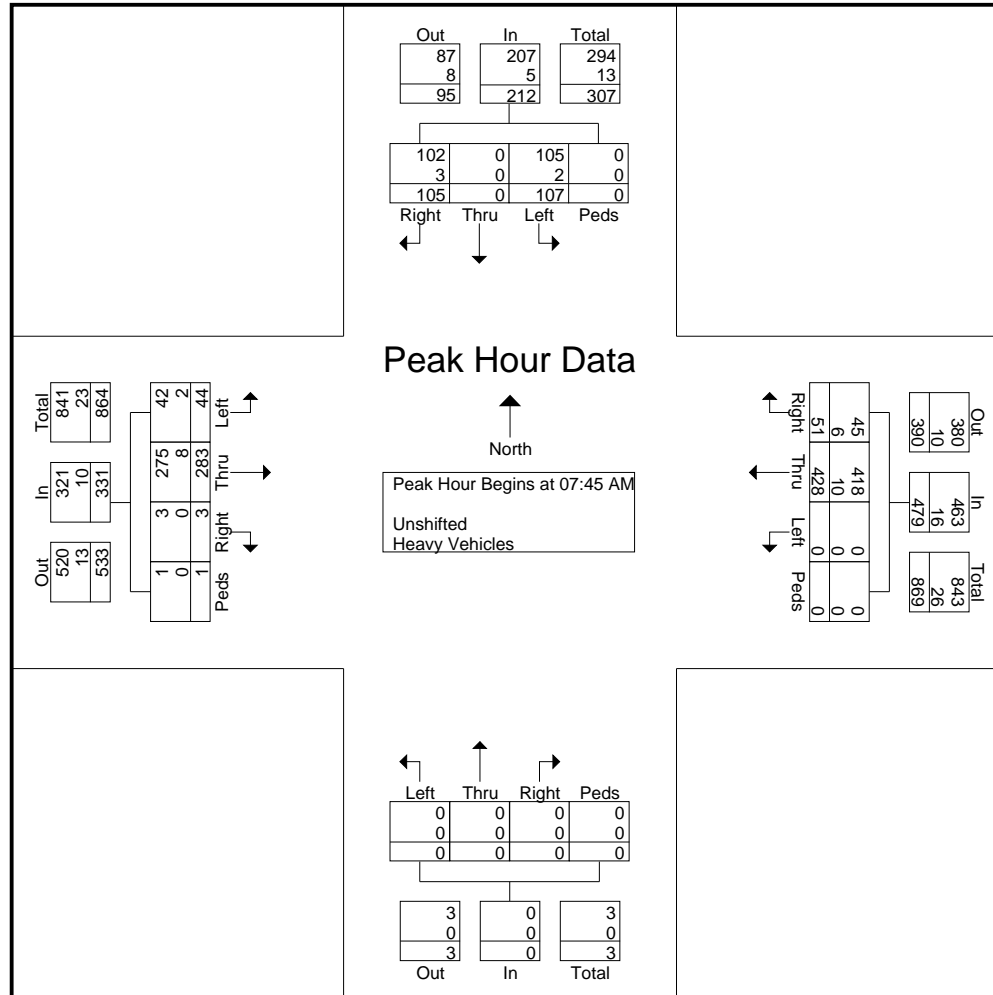 Out In Total
87 207 294
8 5 13
95 212 307
102 0 105 0
3 0 2 0
105 0 107 0
Right Thru Left Peds
Peak Hour Data
North
Peak Hour Begins at 07:45 AM
Unshifted
Heavy Vehicles
Out In Total
520 321 841
13 10 23
533 331 864
1 3 275 42
0 0 8 2
1 3 283 44
Peds Right Thru Left
Out In Total
380 463 843
10 16 26
390 479 869
45 418 0 0
6 10 0 0
51 428 0 0
Right Thru Left Peds
Left Thru Right Peds
0 0 0 0
0 0 0 0
0 0 0 0
3 0 3
0 0 0
3 0 3
Out In Total